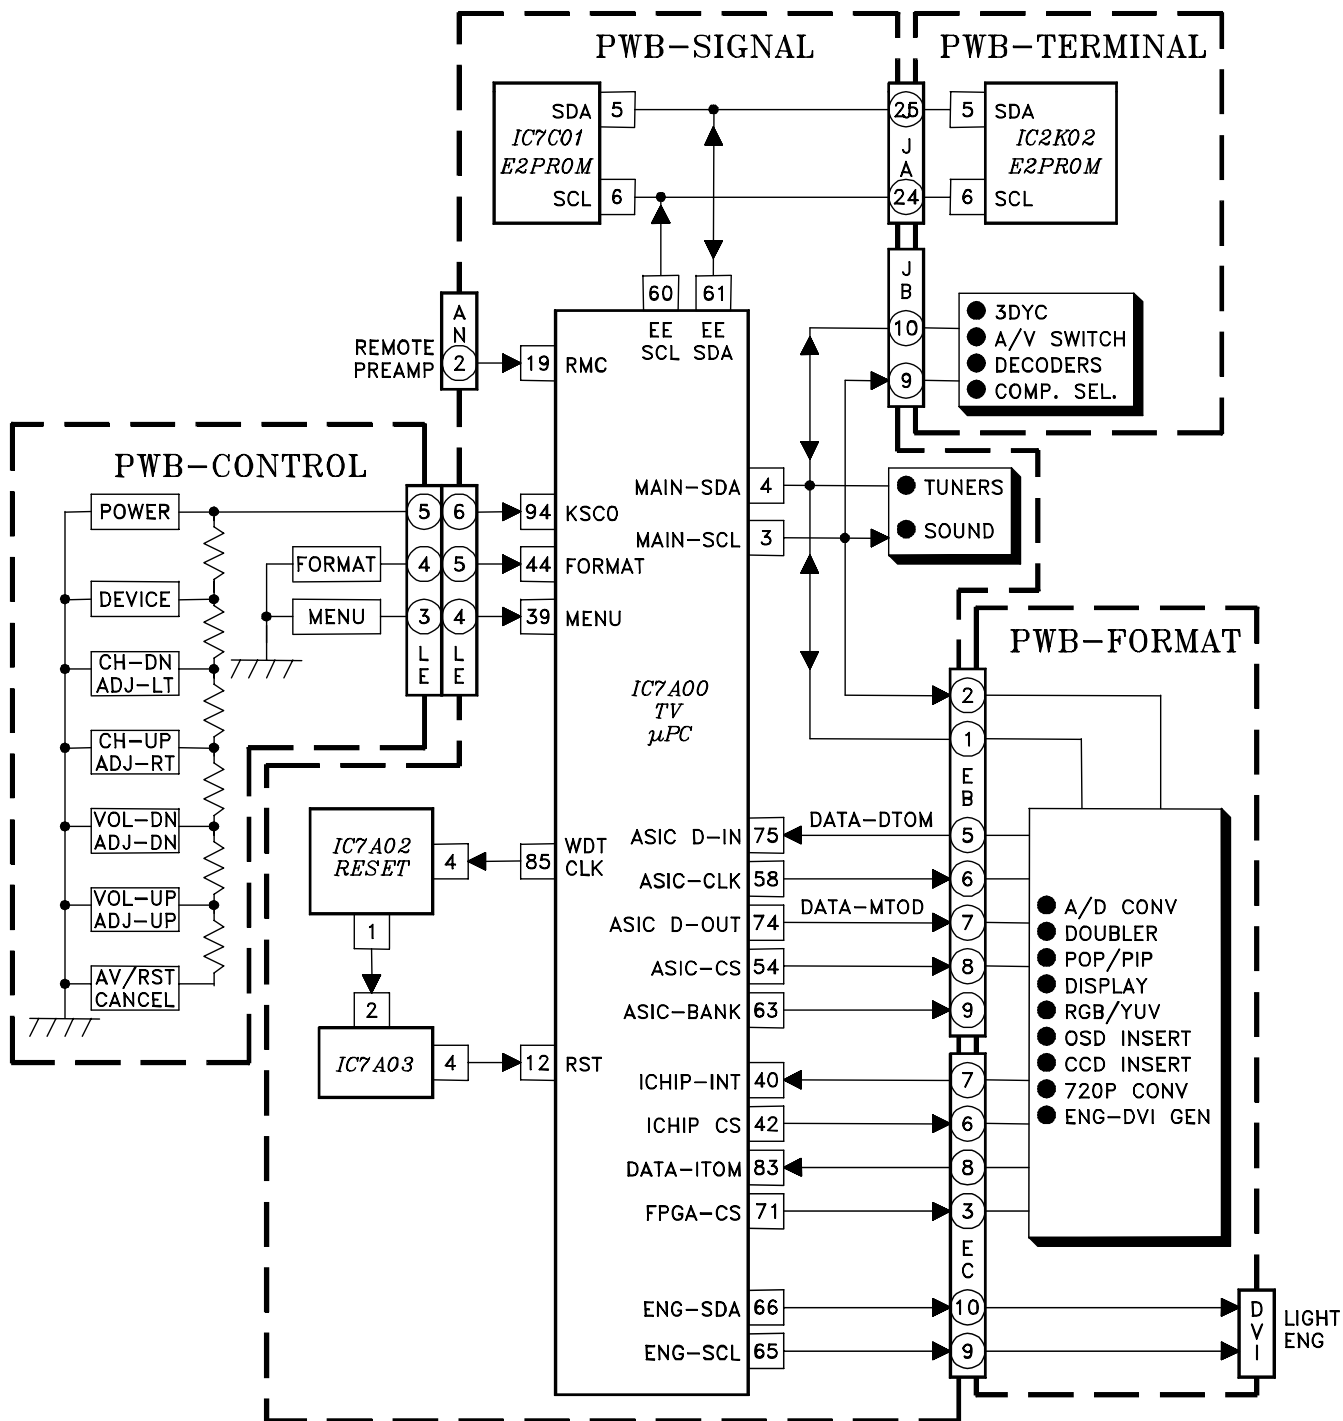 PWB-SIGNAL
PWB-TERMINAL
SDA
5
IC7C01
E2PROM
SCL
6
25
J
A
24
5
SDA
IC2K02
E2PROM
6
SCL
J
B
10
9
3DYC
A/V SWITCH
DECODERS
COMP. SEL.
60
61
EE
SCL
EE
SDA
A
N
2
REMOTE
PREAMP
19
RMC
PWB-CONTROL
POWER
DEVICE
CH-DN
ADJ-LT
CH-UP
ADJ-RT
VOL-DN
ADJ-DN
VOL-UP
ADJ-UP
AV/RST
CANCEL
FORMAT
MENU
5
4
3
L
E
6
5
4
L
E
94
KSCO
44
FORMAT
39
MENU
MAIN-SDA
4
MAIN-SCL
3
TUNERS
SOUND
IC7A00
TV
µPC
PWB-FORMAT
2
1
E
B
5
6
7
8
9
IC7A02
RESET
4
1
85
WDT
CLK
2
IC7A03
4
12
RST
ASIC D-IN
75
DATA-DTOM
ASIC-CLK
58
ASIC D-OUT
74
DATA-MTOD
ASIC-CS
54
ASIC-BANK
63
ICHIP-INT
40
ICHIP CS
42
DATA-ITOM
83
FPGA-CS
71
ENG-SDA
66
ENG-SCL
65
7
6
8
3
E
C
10
9
A/D CONV
DOUBLER
POP/PIP
DISPLAY
RGB/YUV
OSD INSERT
CCD INSERT
720P CONV
ENG-DVI GEN
D
V
I
LIGHT
ENG